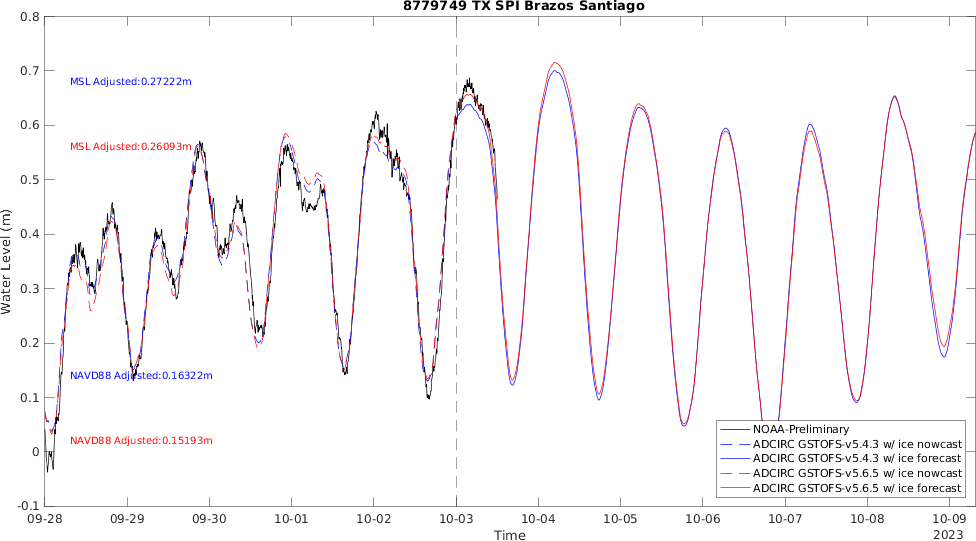 8779749 TX SPI Brazos Santiago
0.8
0.7
0.6
0.5
0.4
0.3
0.2
0.1
0
-0.1
Water Level (m)
MSL Adjusted:0.27222m
MSL Adjusted:0.26093m
NAVD88 Adjusted:0.16322m
NAVD88 Adjusted:0.15193m
NOAA-Preliminary
ADCIRC GSTOFS-v5.4.3 w/ ice nowcast
ADCIRC GSTOFS-v5.4.3 w/ ice forecast
ADCIRC GSTOFS-v5.6.5 w/ ice nowcast
ADCIRC GSTOFS-v5.6.5 w/ ice forecast
09-28 09-29 09-30 10-01 10-02 10-03 10-04 10-05 10-06 10-07 10-08 10-09
2023
Time